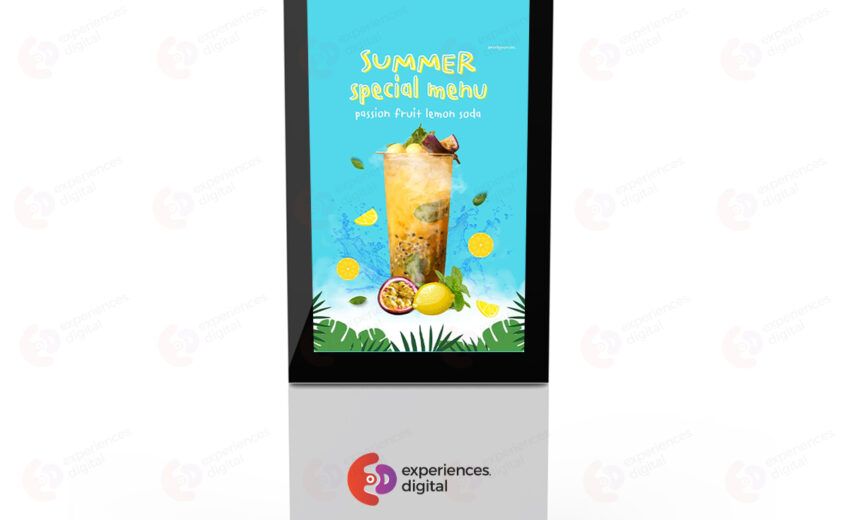 SUMMER
special menu
passion fruit lemon soda
experiences.
digital